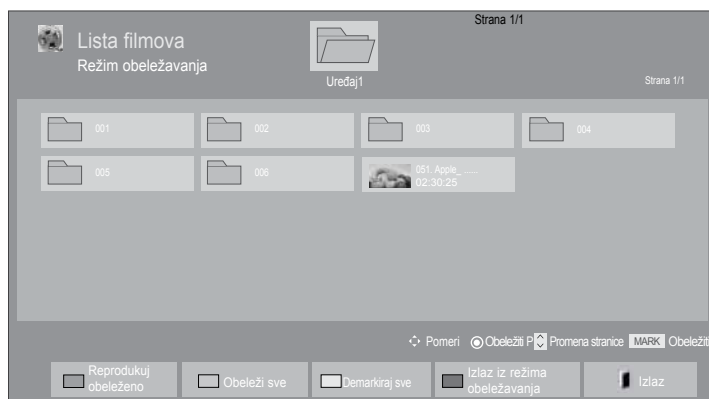 Strana 1/1
Lista filmova
Režim obeležavanja
Uređaj1
Strana 1/1
001
002
003
004
005
006
051. Apple_ ......
02:30:25
Pomeri Obeležiti P Promena stranice MARK Obeležiti
Reprodukuj
obeleženo
Obeleži sve
Demarkiraj sve
Izlaz iz režima
obeležavanja
Izlaz